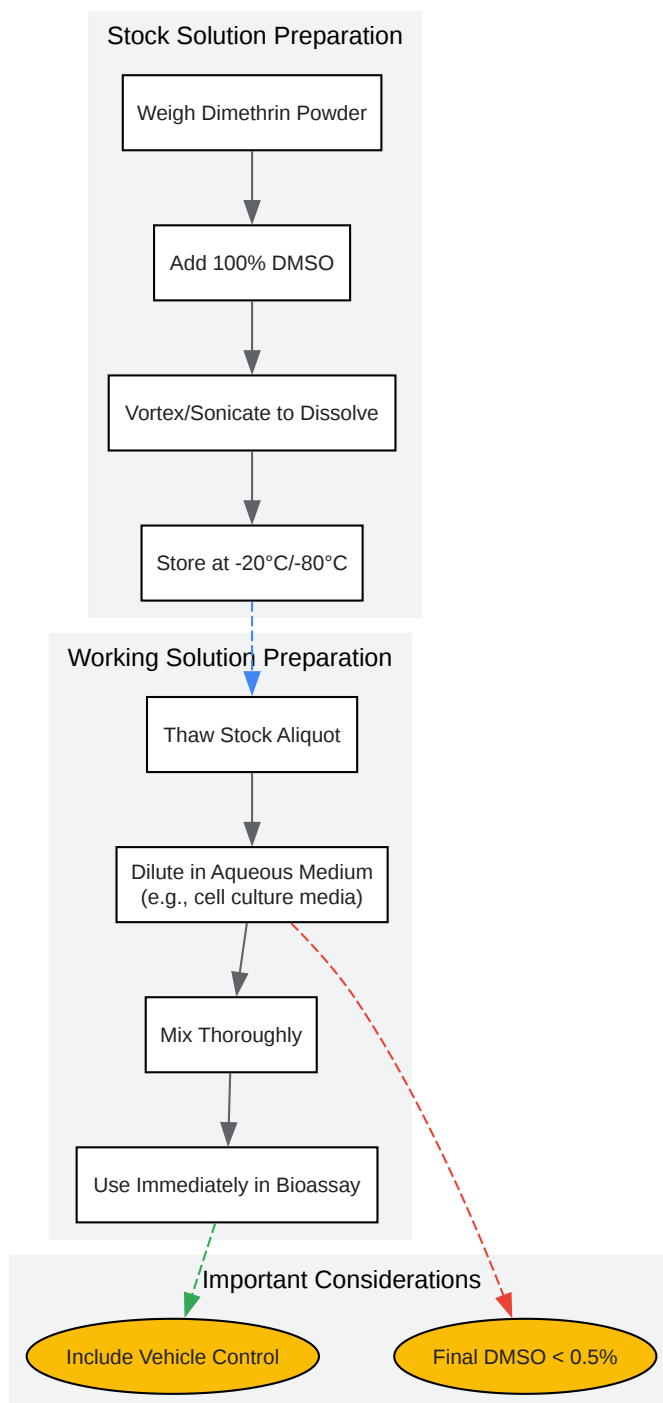 Stock Solution Preparation
Weigh Dimethrin Powder
Add 100% DMSO
Vortex/Sonicate to Dissolve
Store at -20°C/-80°C
Working Solution Preparation
Thaw Stock Aliquot
Dilute in Aqueous Medium
(e.g., cell culture media)
Mix Thoroughly
Use Immediately in Bioassay
Important Considerations
Include Vehicle Control
Final DMSO < 0.5%